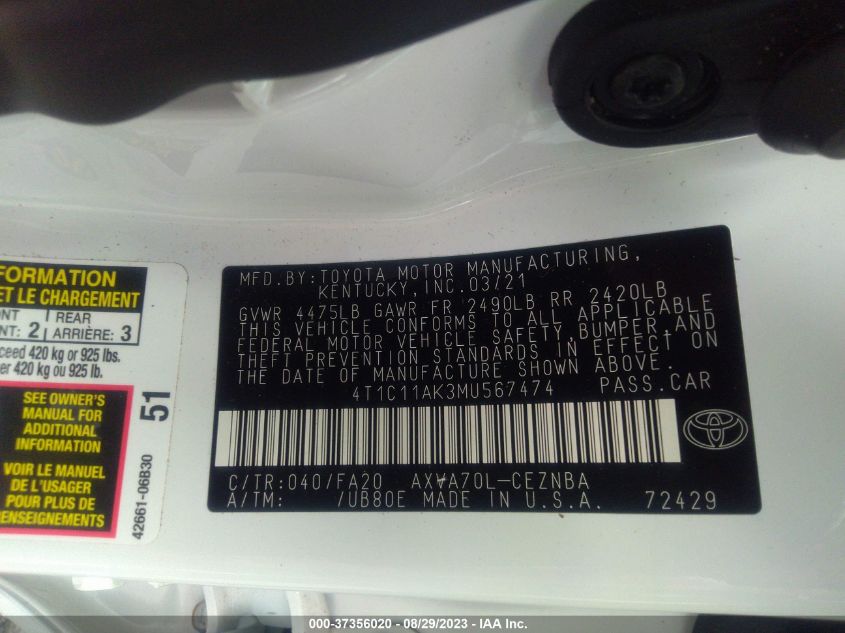 FORMATION
ET LE CHARGEMENT
NT REAR
NT: 2 ARRIÈRE: 3
ceed 420 kg or 925 lbs.
er 420 kg ou 925 lb.
SEE OWNER'S
MANUAL FOR
ADDITIONAL
INFORMATION
VOIR LE MANUEL
DE L'USAGER
POUR PLUS DE
RENSEIGNEMENTS
51
42661-06B30
MFD. BY: TOYOTA MOTOR MANUFACTURING,
KENTUCKY, INC. 03/21
GVWR 4475LB GAWR FR 2490LB RR 2420LB
THIS VEHICLE CONFORMS TO ALL APPLICABLE
FEDERAL MOTOR VEHICLE SAFETY, BUMPER, AND
THEFT PREVENTION STANDARDS IN EFFECT ON
THE DATE OF MANUFACTURE SHOWN ABOVE.
4T1C11AK3MU567474 PASS. CAR
C/TR: 040/FA20 AXVA70L-CEZNBA
A/TM: /UB80E MADE IN U.S.A. 72429
000-37356020 - 08/29/2023 - IAA Inc.